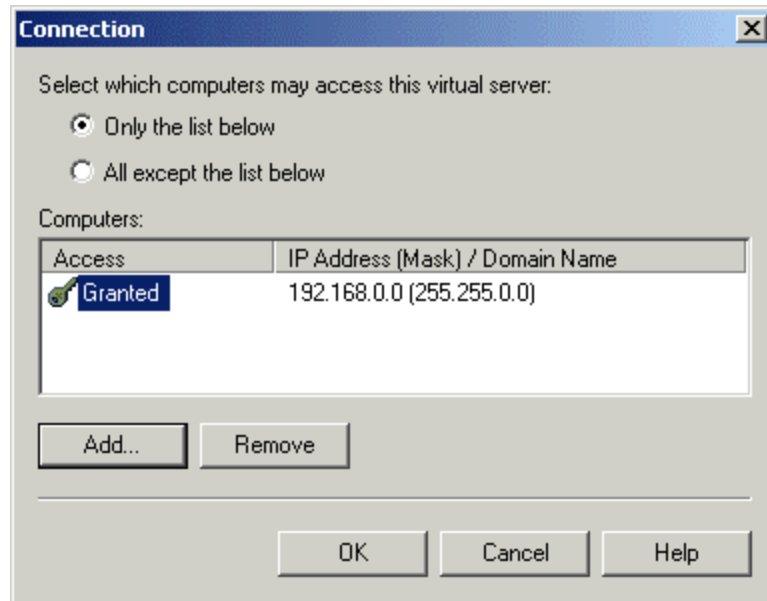 Connection
Select which computers may access this virtual server:
Only the list below
All except the list below
Computers:
Access IP Address (Mask) / Domain Name
Granted 192.168.0.0 (255.255.0.0)
Add... Remove
OK Cancel Help